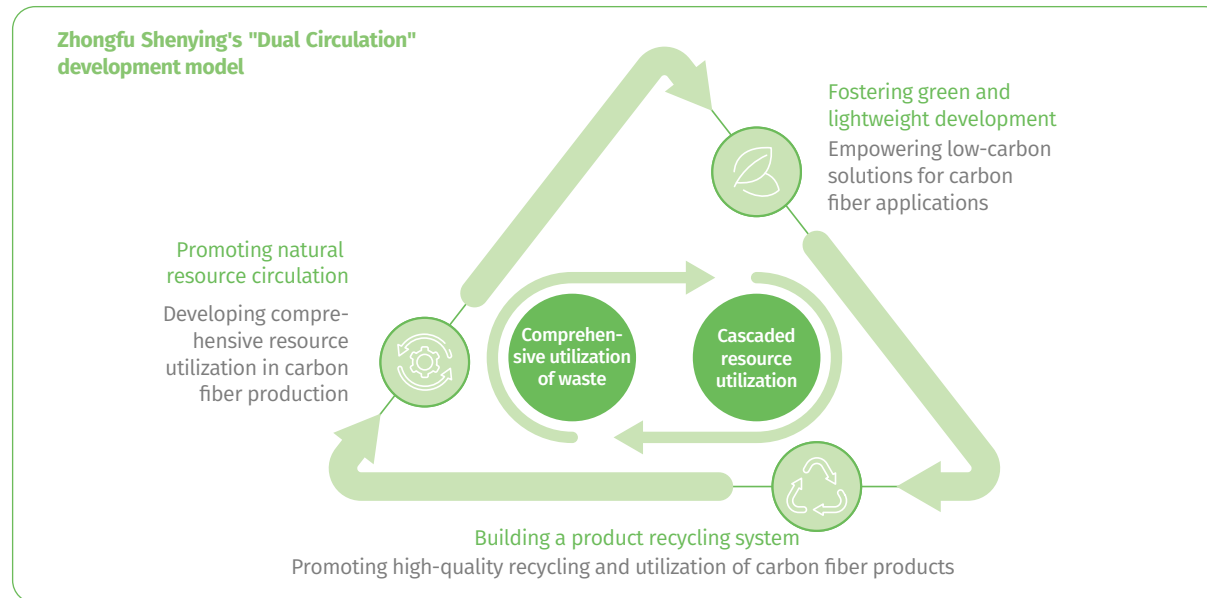 Zhongfu Shenying's "Dual Circulation"
development model
Fostering green and
lightweight development
Empowering low-carbon
solutions for carbon
fiber applications
Promoting natural
resource circulation
Developing compre-
hensive resource
utilization in carbon
fiber production
Comprehen-
sive utilization
of waste
Cascaded
resource
utilization
Building a product recycling system
Promoting high-quality recycling and utilization of carbon fiber products